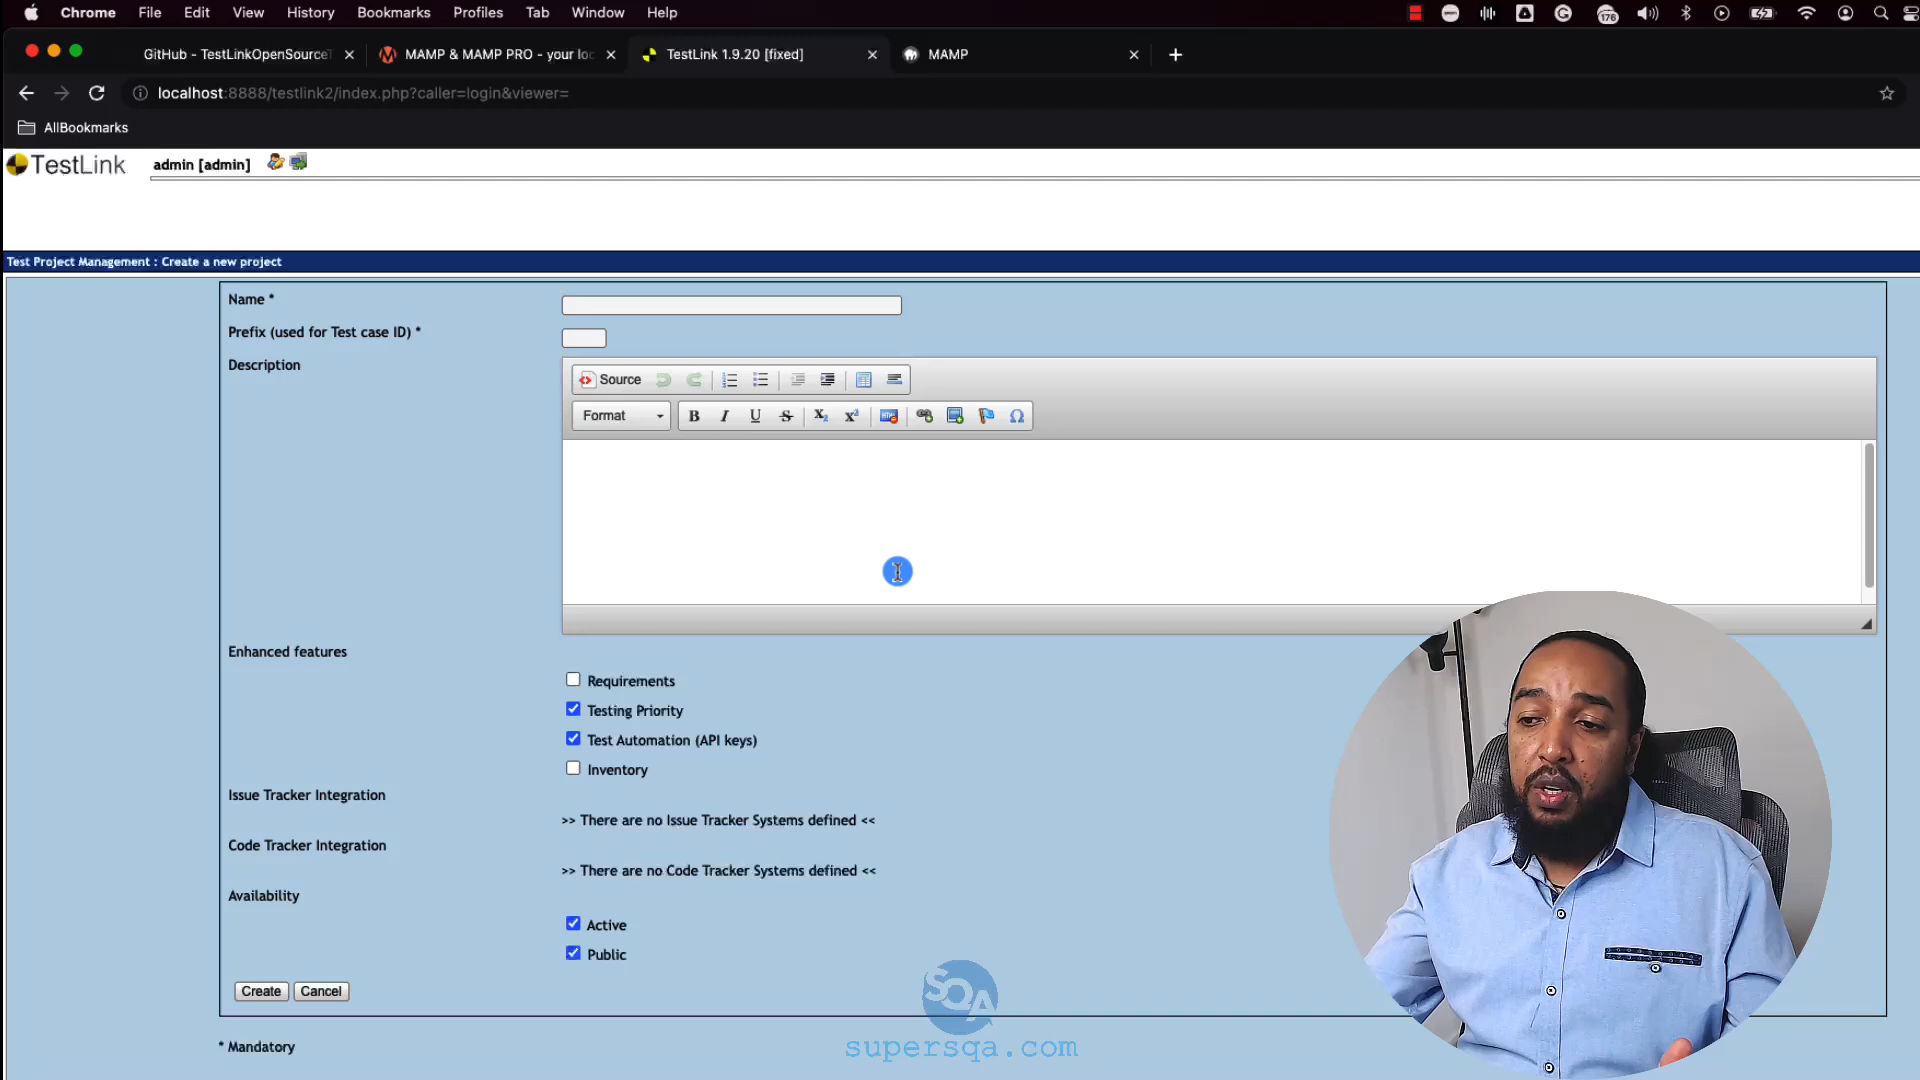 Chrome File Edit View History Bookmarks Profiles Tab Window Help 176
GitHub - TestLinkOpenSourceT MAMP & MAMP PRO - your loc TestLink 1.9.20 [fixed] MAMP
localhost:8888/testlink2/index.php?caller=login&viewer=
AllBookmarks
TestLink admin [admin]
Test Project Management : Create a new project
Name *
Prefix (used for Test case ID) *
Description
Source
Format B I U S X₂ X² Ω
Enhanced features
Requirements
Testing Priority
Test Automation (API keys)
Inventory
Issue Tracker Integration
>> There are no Issue Tracker Systems defined <<
Code Tracker Integration
>> There are no Code Tracker Systems defined <<
Availability
Active
Public
Create Cancel
SQA
supersqa.com
* Mandatory